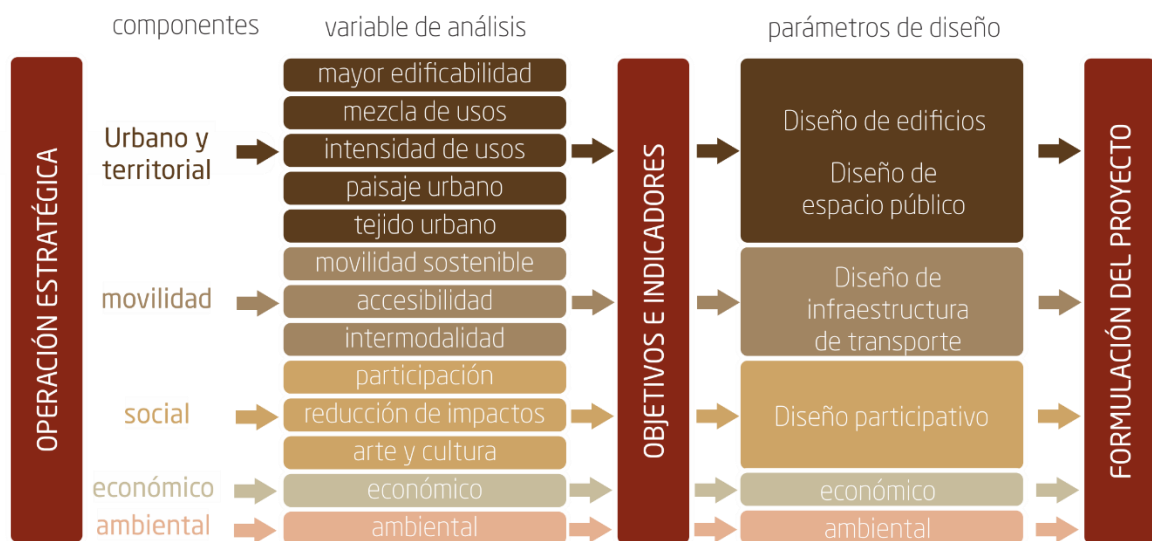 componentes
variable de análisis
parámetros de diseño
OPERACIÓN ESTRATÉGICA
Urbano y
territorial
mayor edificabilidad
mezcla de usos
intensidad de usos
paisaje urbano
tejido urbano
movilidad
movilidad sostenible
accesibilidad
intermodalidad
social
participación
reducción de impactos
arte y cultura
económico
económico
ambiental
ambiental
OBJETIVOS E INDICADORES
Diseño de edificios
Diseño de
espacio público
Diseño de
infraestructura
de transporte
Diseño participativo
económico
ambiental
FORMULACIÓN DEL PROYECTO